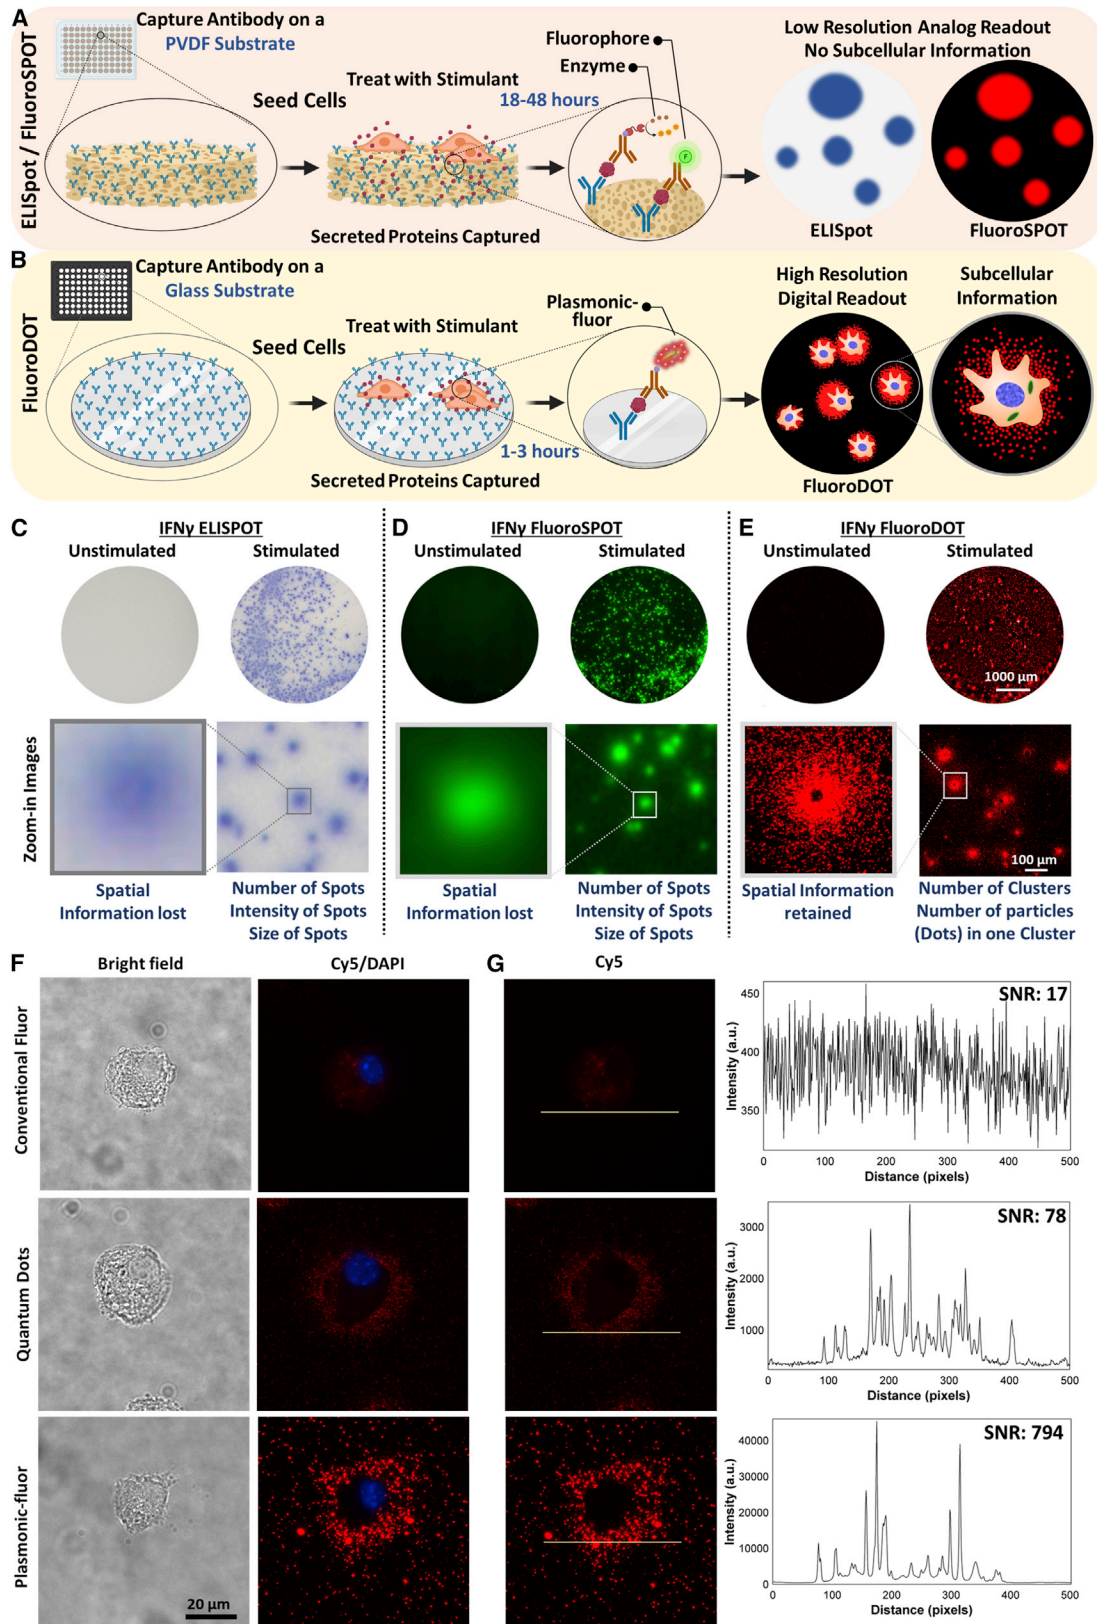 A
ELISpot / FluoroSPOT
Capture Antibody on a
PVDF Substrate
Seed Cells
Treat with Stimulant
18-48 hours
Secreted Proteins Captured
Fluorophore
Enzyme
F
Low Resolution Analog Readout
No Subcellular Information
ELISpot
FluoroSPOT
B
FluoroDOT
Capture Antibody on a
Glass Substrate
Seed Cells
Treat with Stimulant
1-3 hours
Secreted Proteins Captured
Plasmonic-
fluor
High Resolution
Digital Readout
Subcellular
Information
FluoroDOT
C
IFNγ ELISPOT
Unstimulated
Stimulated
D
IFNγ FluoroSPOT
Unstimulated
Stimulated
E
IFNγ FluoroDOT
Unstimulated
Stimulated
1000 µm
Zoom-in Images
100 µm
Spatial
Information lost
Number of Spots
Intensity of Spots
Size of Spots
Spatial
Information lost
Number of Spots
Intensity of Spots
Size of Spots
Spatial Information
retained
Number of Clusters
Number of particles
(Dots) in one Cluster
F
Bright field
Cy5/DAPI
G
Cy5
Conventional Fluor
SNR: 17
Intensity (a.u.)
450
400
350
0 100 200 300 400 500
Distance (pixels)
Quantum Dots
SNR: 78
Intensity (a.u.)
3000
2000
1000
0 100 200 300 400 500
Distance (pixels)
Plasmonic-fluor
20 µm
SNR: 794
Intensity (a.u.)
40000
30000
20000
10000
0
0 100 200 300 400 500
Distance (pixels)